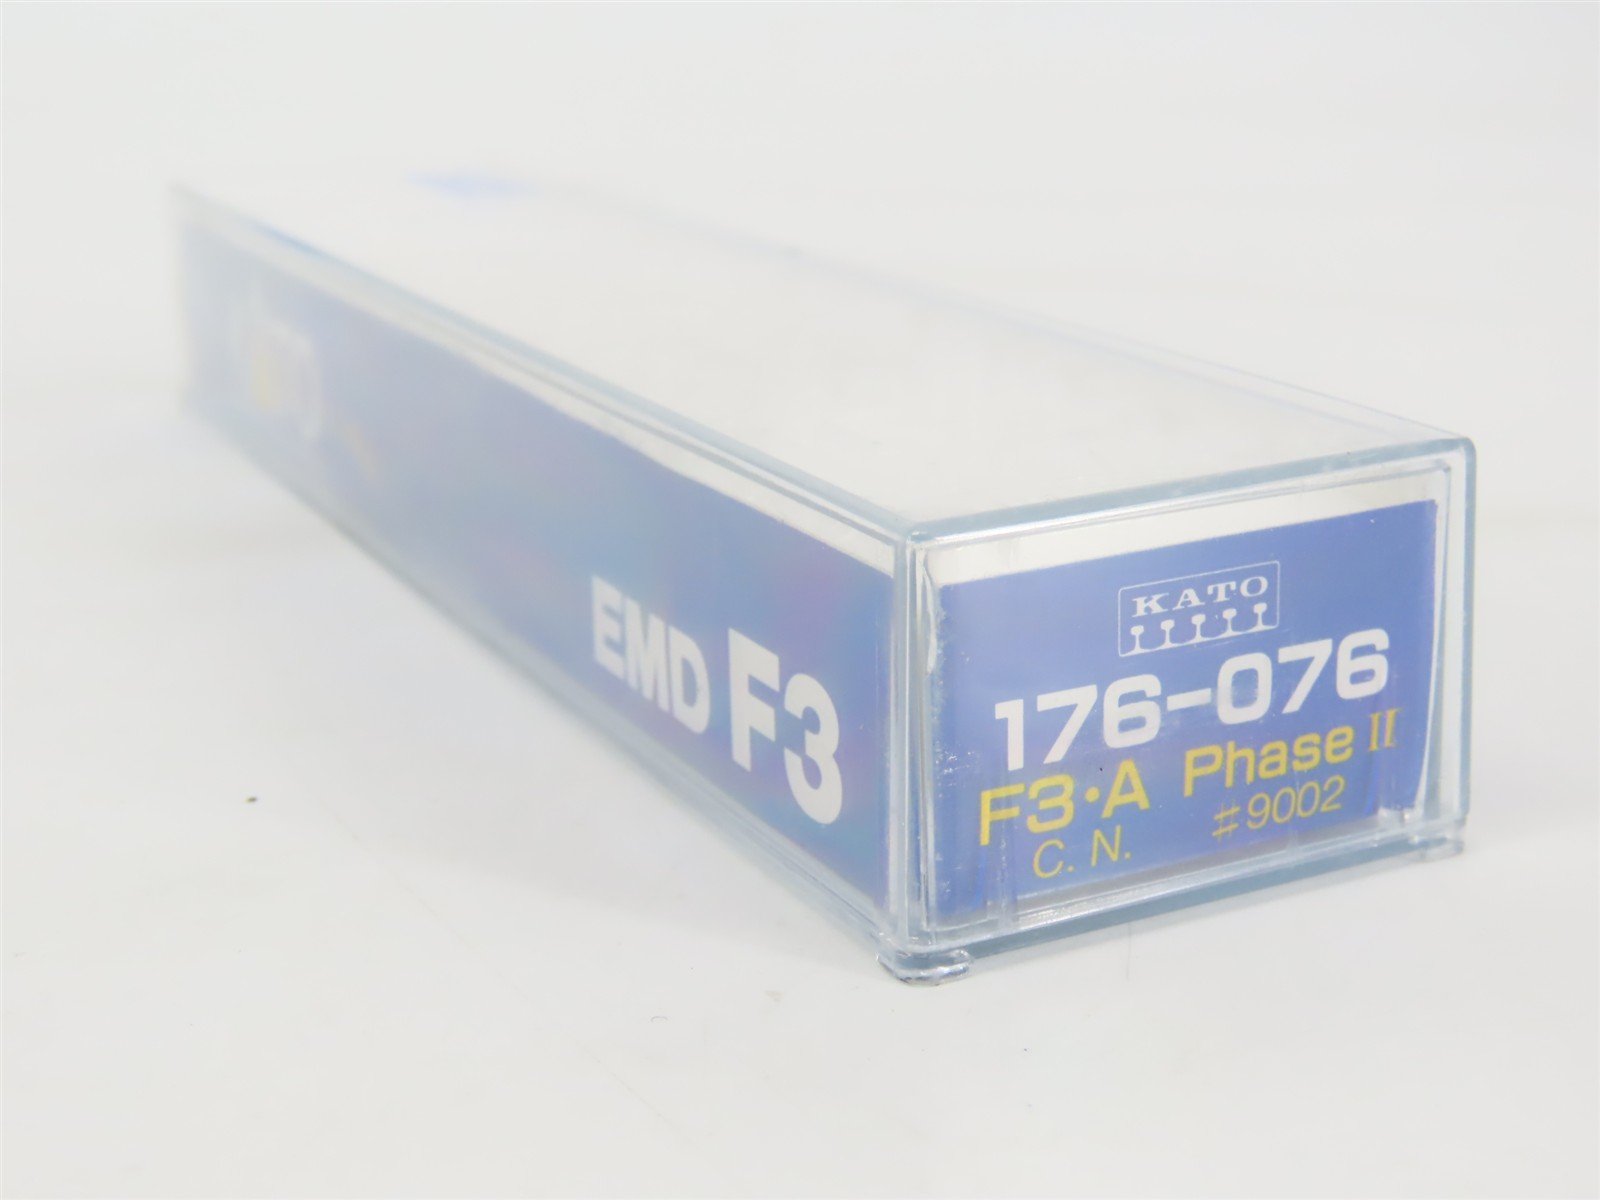 EMD F3
KATO
176-076
F3·A Phase II
C. N. #9002